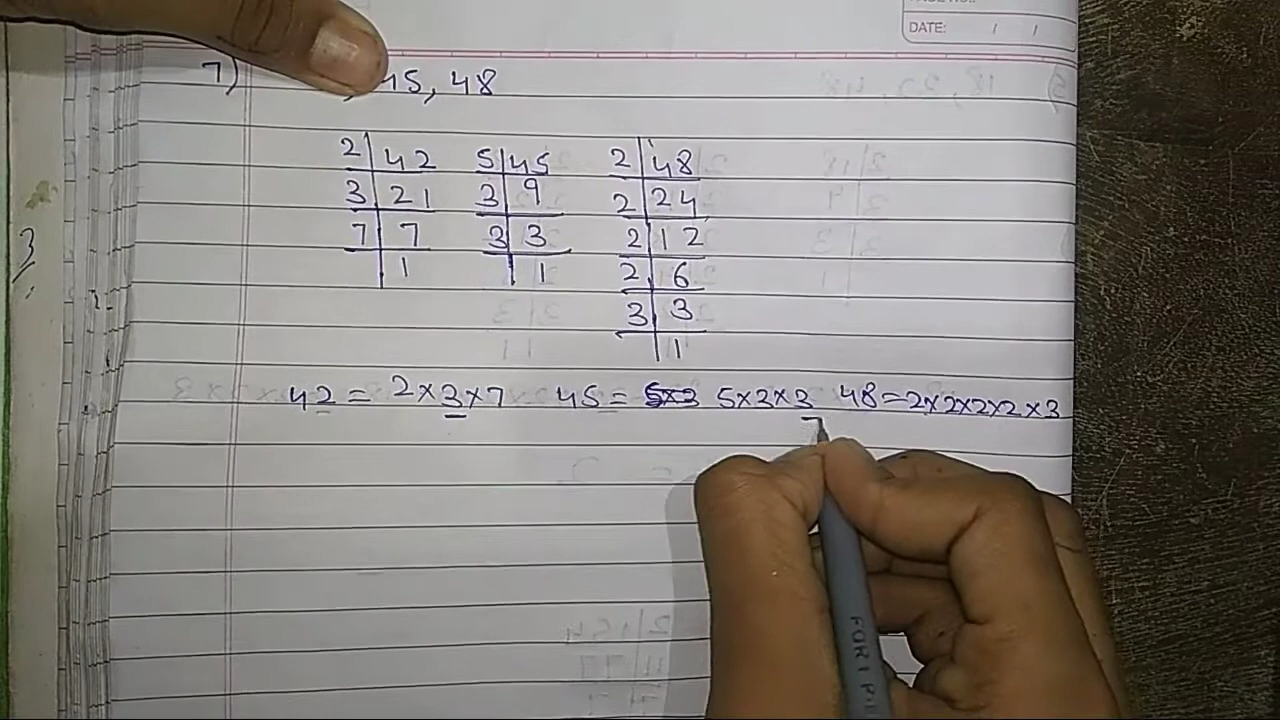 DATE: / /
7) , 45, 48
2 42 5 45 2 48
3 21 3 9 2 24
7 7 3 3 2 12
1 1 2 6
3 3
1
42 = 2×3×7 45 = 5×3×3 48=2×2×2×2×3
3